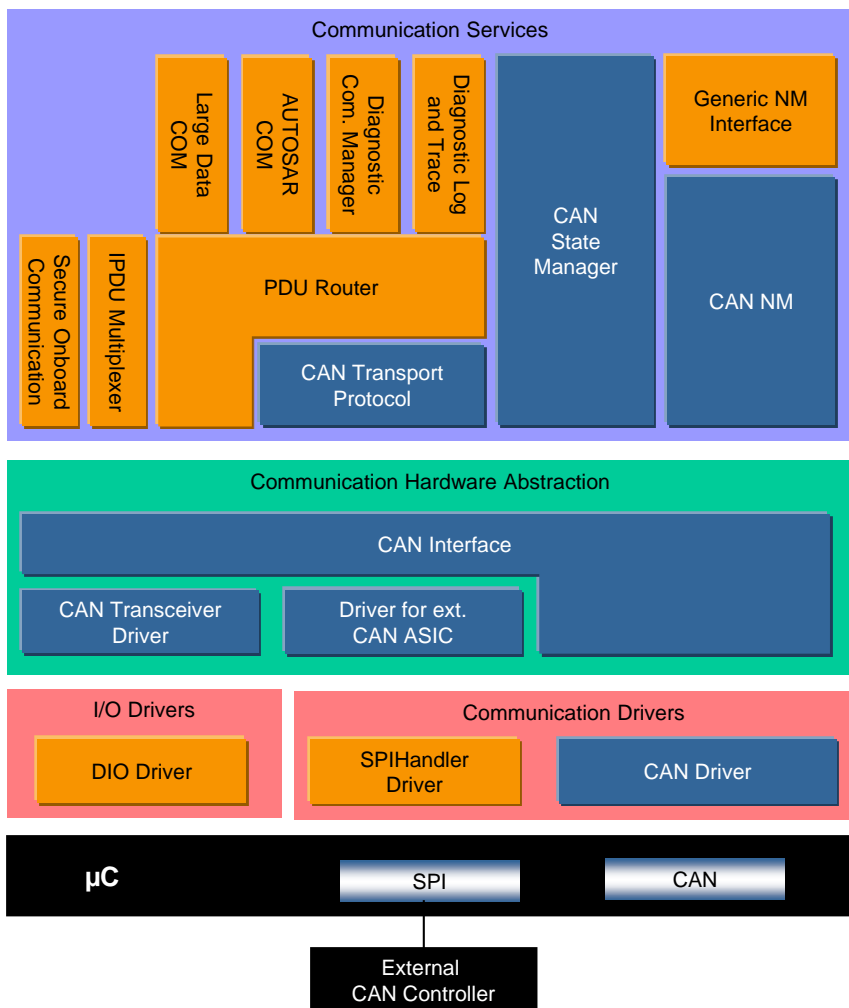 Communication Services
Large Data
COM
AUTOSAR
COM
Diagnostic
Com. Manager
Diagnostic Log
and Trace
CAN
State
Manager
Generic NM
Interface
Secure Onboard
Communication
IPDU Multiplexer
PDU Router
CAN NM
CAN Transport
Protocol
Communication Hardware Abstraction
CAN Interface
CAN Transceiver
Driver
Driver for ext.
CAN ASIC
I/O Drivers
Communication Drivers
DIO Driver
SPIHandler
Driver
CAN Driver
µC
SPI
CAN
External
CAN Controller